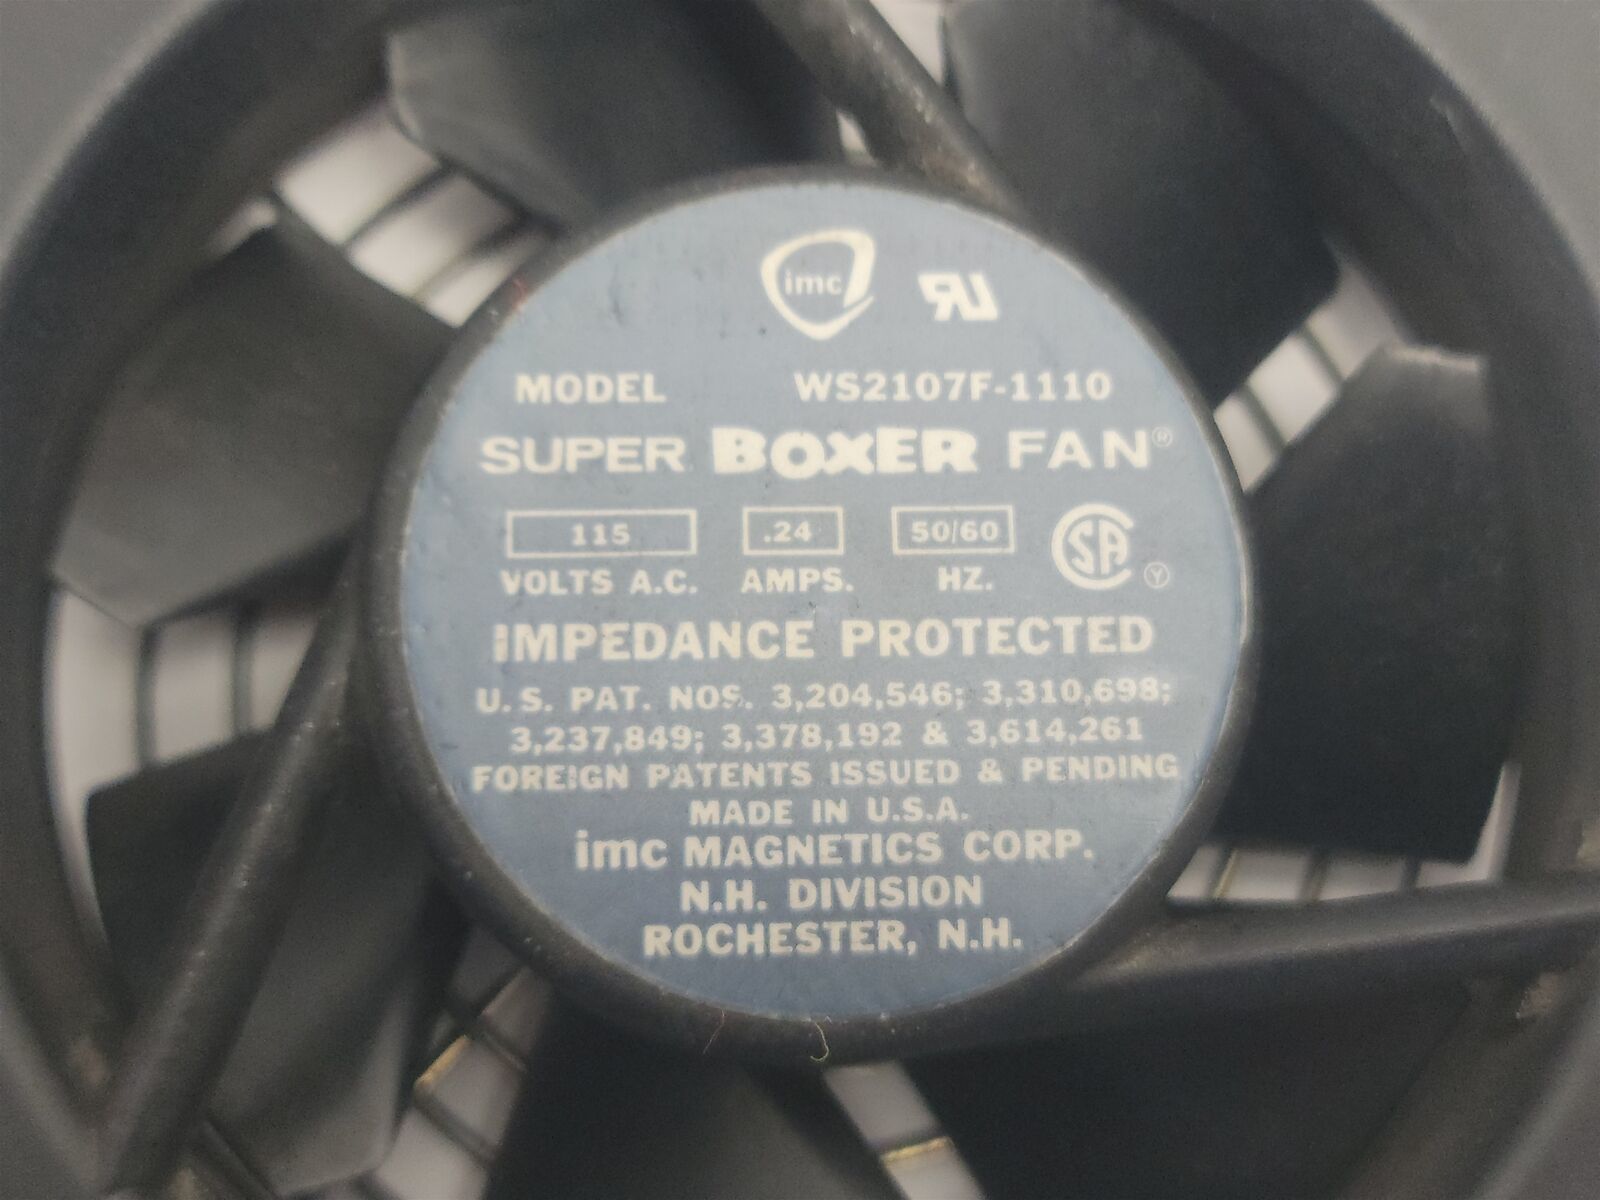 imc
RU
MODEL WS2107F-1110
SUPER BOXER FAN®
115 .24 50/60
VOLTS A.C. AMPS. HZ.
SA
Y
IMPEDANCE PROTECTED
U.S. PAT. NOS. 3,204,546; 3,310,698;
3,237,849; 3,378,192 & 3,614,261
FOREIGN PATENTS ISSUED & PENDING
MADE IN U.S.A.
imc MAGNETICS CORP.
N.H. DIVISION
ROCHESTER, N.H.